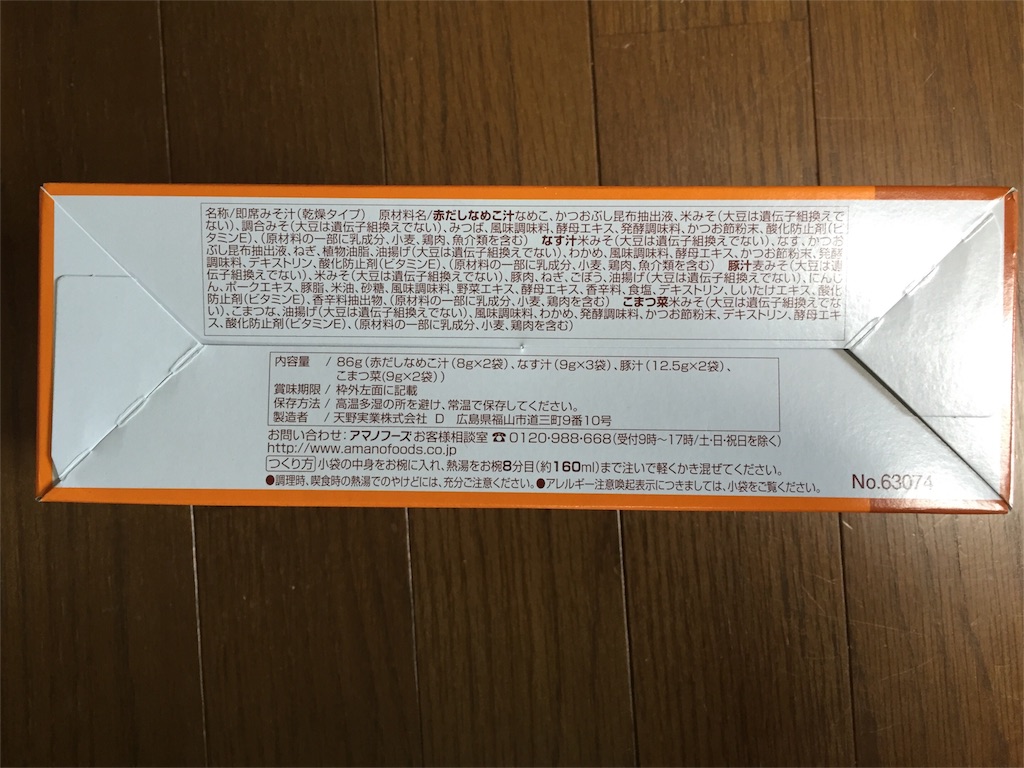 名称/即席みそ汁(乾燥タイプ) 原材料名/赤だしなめこ汁なめこ、かつおぶし昆布抽出液、米みそ(大豆は遺伝子組換えで
ない)、調合みそ(大豆は遺伝子組換えでない)、みつば、風味調味料、酵母エキス、発酵調味料、かつお節粉末、酸化防止剤(ビ
タミンE)、(原材料の一部に乳成分、小麦、鶏肉、魚介類を含む) なす汁米みそ(大豆は遺伝子組換えでない)、なす、かつお
ぶし昆布抽出液、ねぎ、植物油脂、油揚げ(大豆は遺伝子組換えでない)、わかめ、風味調味料、酵母エキス、かつお節粉末、発酵
調味料、デキストリン、酸化防止剤(ビタミンE)、(原材料の一部に乳成分、小麦、鶏肉、魚介類を含む) 豚汁麦みそ(大豆は遺
伝子組換えでない)、米みそ(大豆は遺伝子組換えでない)、豚肉、ねぎ、ごぼう、油揚げ(大豆は遺伝子組換えでない)、にんじ
ん、ポークエキス、豚脂、米油、砂糖、風味調味料、野菜エキス、酵母エキス、香辛料、食塩、デキストリン、しいたけエキス、酸化
防止剤(ビタミンE)、香辛料抽出物、(原材料の一部に乳成分、小麦、鶏肉を含む) こまつ菜米みそ(大豆は遺伝子組換えでな
い)、こまつな、油揚げ(大豆は遺伝子組換えでない)、風味調味料、わかめ、発酵調味料、かつお節粉末、デキストリン、酵母エキ
ス、酸化防止剤(ビタミンE)、(原材料の一部に乳成分、小麦、鶏肉を含む)
内容量 / 86g(赤だしなめこ汁(8g×2袋)、なす汁(9g×3袋)、豚汁(12.5g×2袋)、
こまつ菜(9g×2袋))
賞味期限 / 枠外左面に記載
保存方法 / 高温多湿の所を避け、常温で保存してください。
製造者 / 天野実業株式会社 D 広島県福山市道三町9番10号
お問い合わせ:アマノフーズお客様相談室☎0120-988-668(受付9時〜17時/土・日・祝日を除く)
http://www.amanofoods.co.jp
つくり方 小袋の中身をお椀に入れ、熱湯をお椀8分目(約160ml)まで注いで軽くかき混ぜてください。
●調理時、喫食時の熱湯でのやけどには、充分ご注意ください。●アレルギー注意喚起表示につきましては、小袋をご覧ください。
No.63074